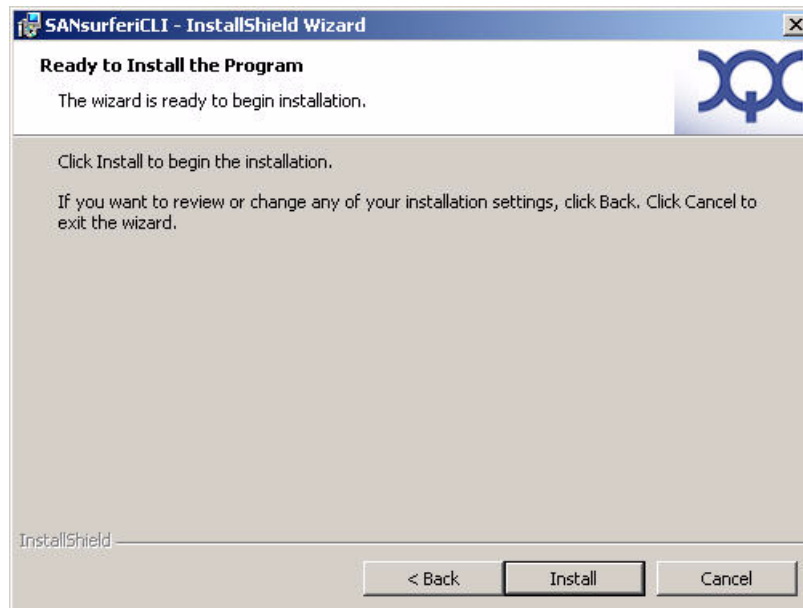 SANsurferiCLI - InstallShield Wizard
Ready to Install the Program
The wizard is ready to begin installation.
Click Install to begin the installation.
If you want to review or change any of your installation settings, click Back. Click Cancel to
exit the wizard.
InstallShield
< Back
Install
Cancel